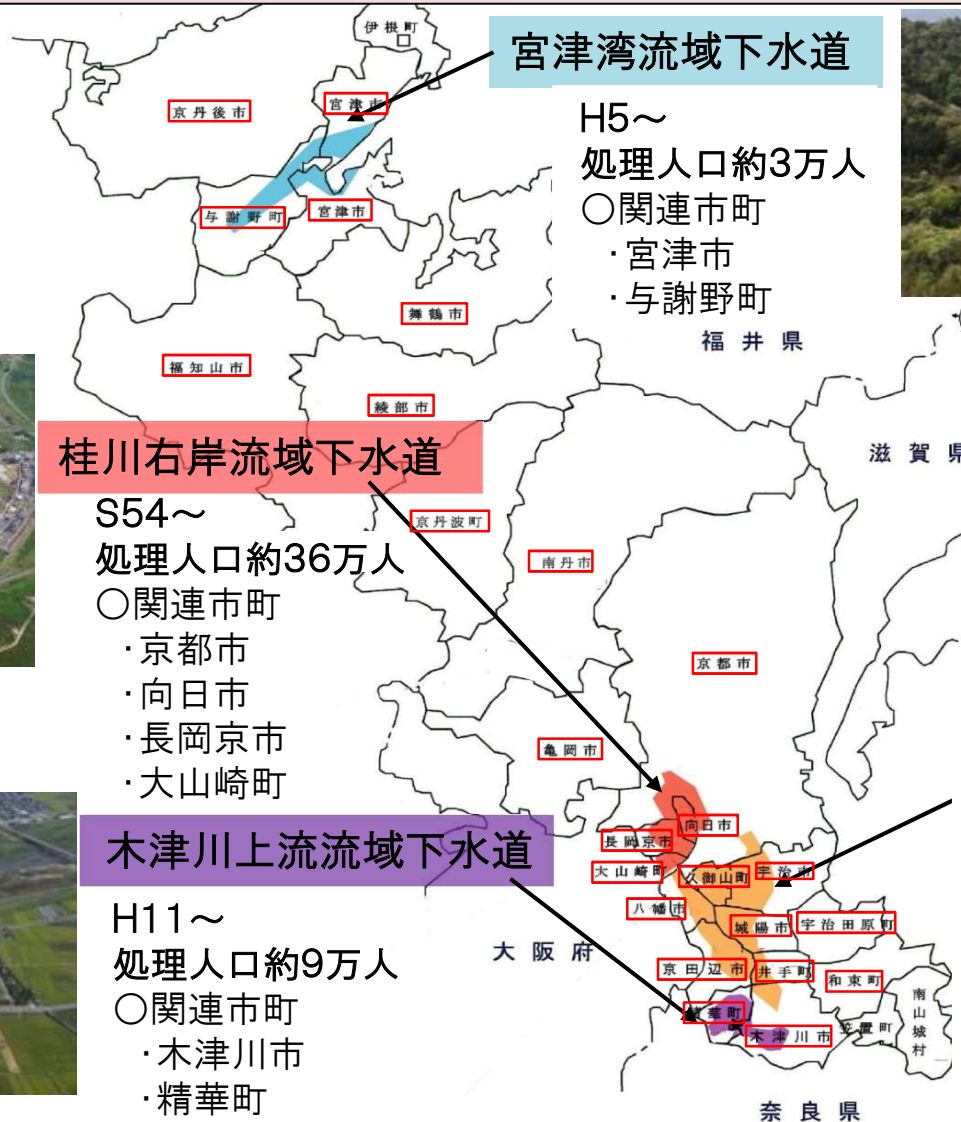 宮津湾流域下水道
H5～
処理人口約3万人
○関連市町
・宮津市
・与謝野町
伊根町
京丹後市
宮津市
与謝野町
宮津市
舞鶴市
福井県
福知山市
綾部市
滋賀県
桂川右岸流域下水道
S54～
処理人口約36万人
○関連市町
・京都市
・向日市
・長岡京市
・大山崎町
京丹波町
南丹市
京都市
亀岡市
向日市
長岡京市
大山崎町
久御山町
宇治市
八幡市
城陽市
宇治田原町
大阪府
京田辺市
井手町
和束町
南山城村
精華町
木津川市
笠置町
奈良県
木津川上流流域下水道
H11～
処理人口約9万人
○関連市町
・木津川市
・精華町